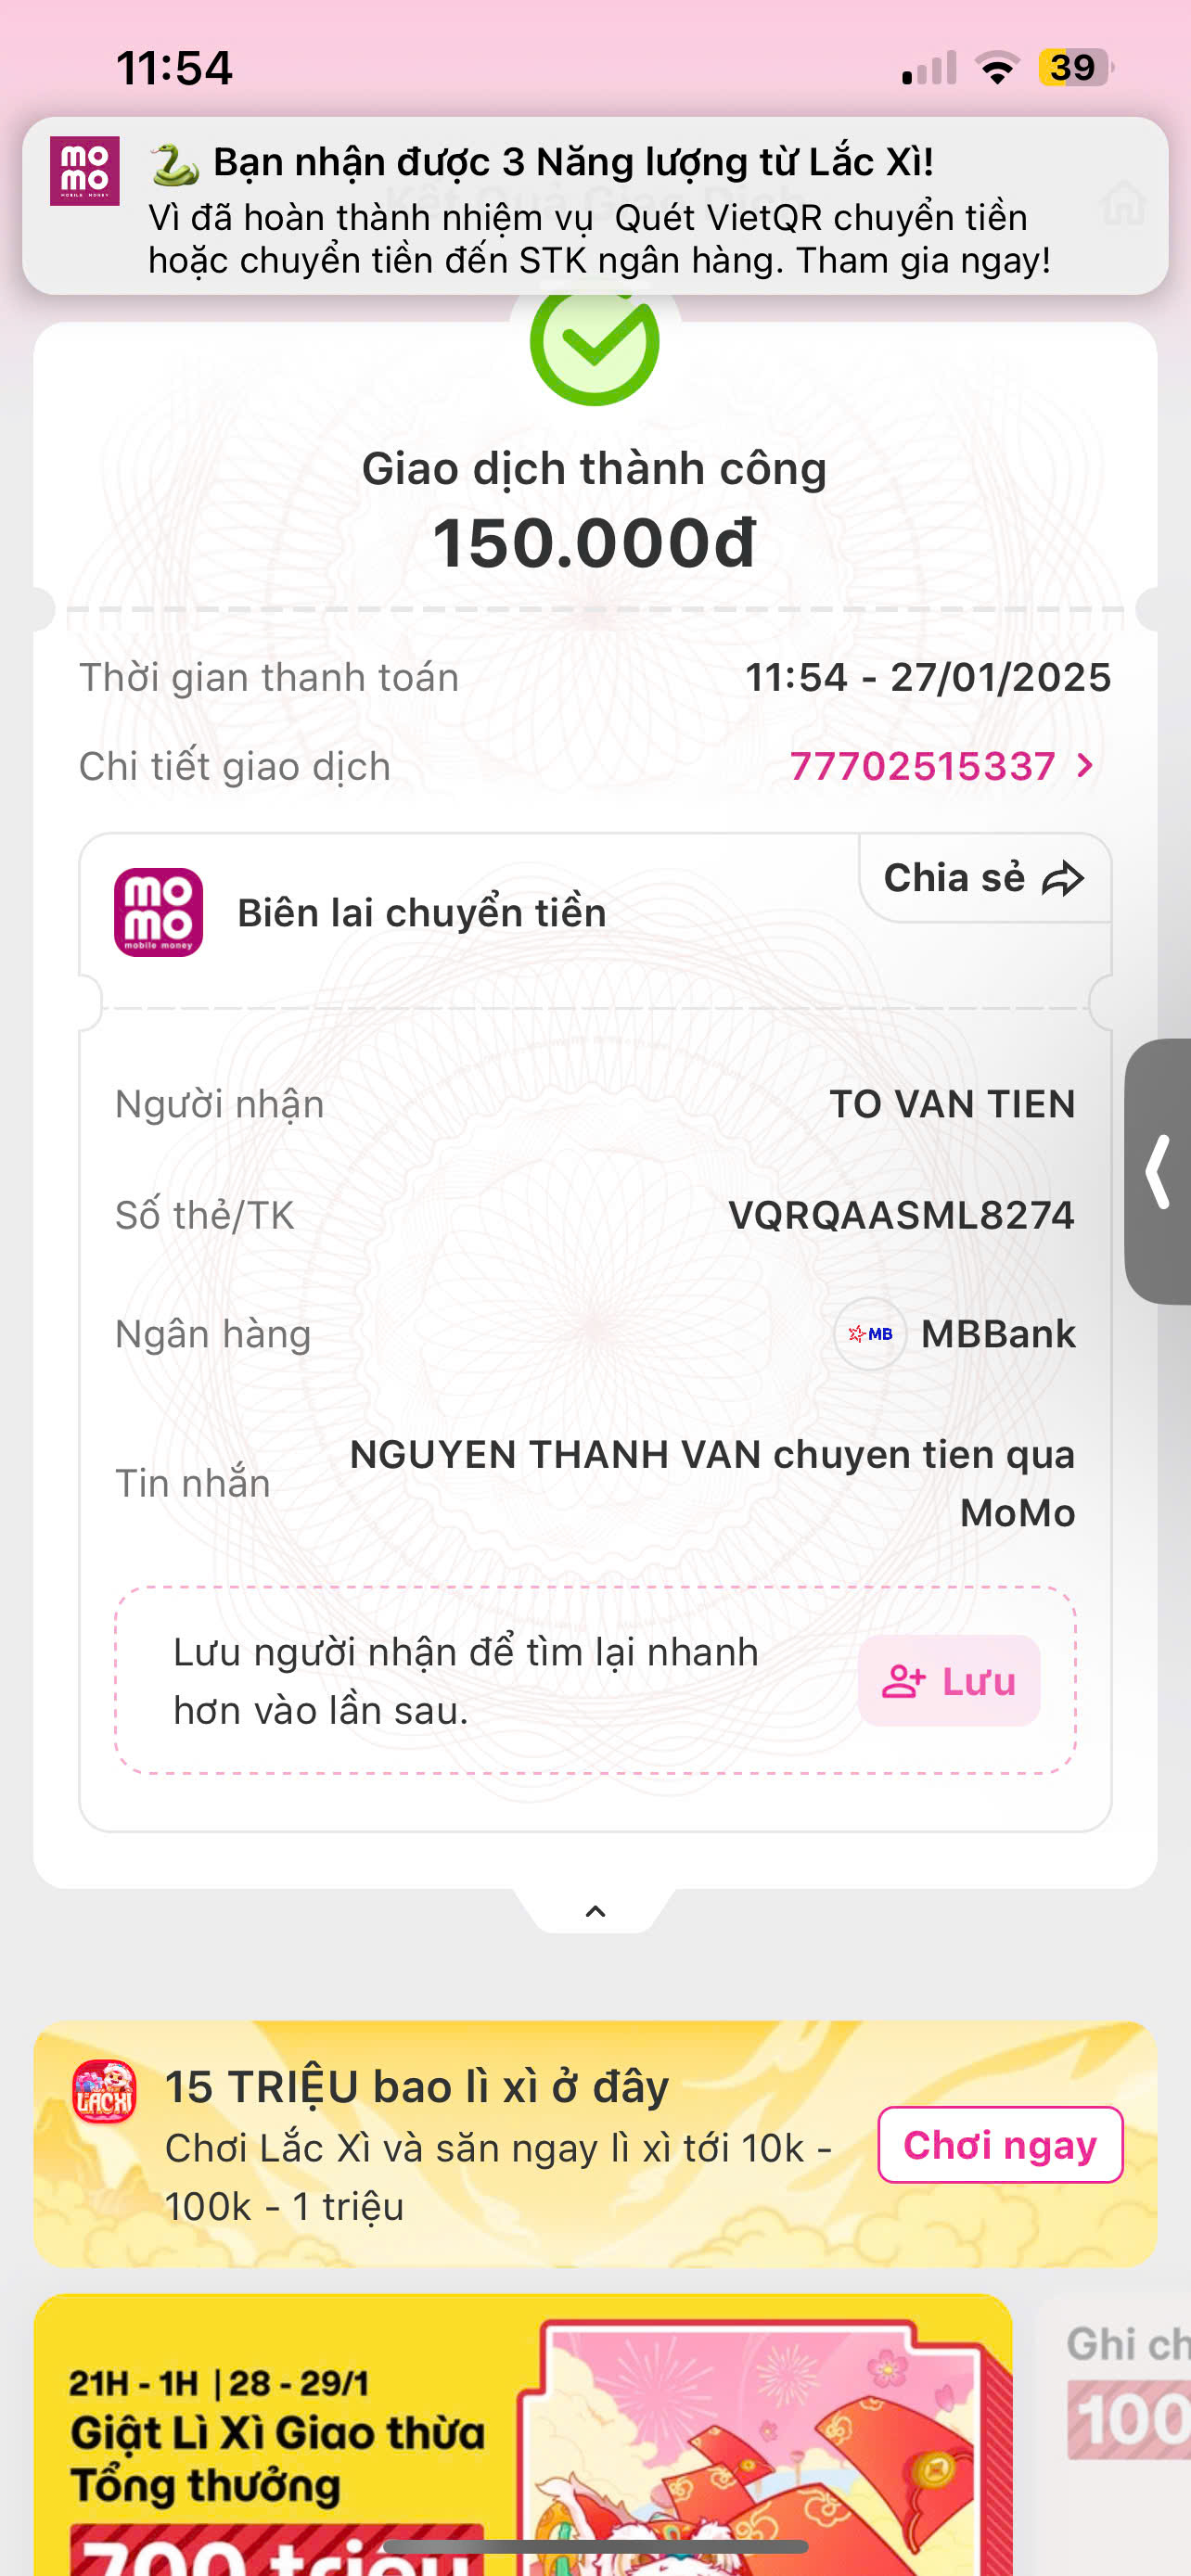 11:54
39
mo
mo
MOBILE MONEY
🐍 Bạn nhận được 3 Năng lượng từ Lắc Xì!
Vì đã hoàn thành nhiệm vụ  Quét VietQR chuyển tiền
hoặc chuyển tiền đến STK ngân hàng. Tham gia ngay!
Kết Quả Giao Dịch
Giao dịch thành công
150.000đ
Thời gian thanh toán
11:54 - 27/01/2025
Chi tiết giao dịch
77702515337
mo
mo
mobile money
Biên lai chuyển tiền
Chia sẻ
Người nhận
TO VAN TIEN
Số thẻ/TK
VQRQAASML8274
Ngân hàng
MB
MBBank
Tin nhắn
NGUYEN THANH VAN chuyen tien qua
MoMo
Lưu người nhận để tìm lại nhanh
hơn vào lần sau.
Lưu
LACXI
15 TRIỆU bao lì xì ở đây
Chơi Lắc Xì và săn ngay lì xì tới 10k -
100k - 1 triệu
Chơi ngay
21H - 1H | 28 - 29/1
Giật Lì Xì Giao thừa
Tổng thưởng
700 triệu
Ghi ch
100